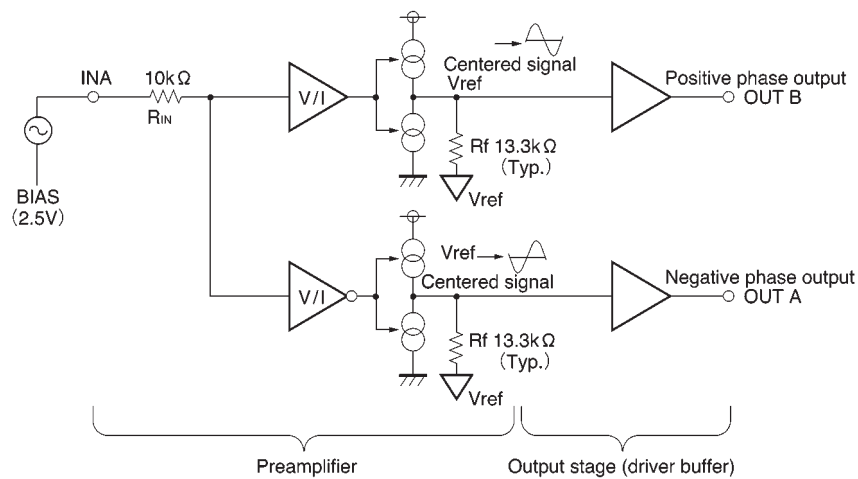 INA
10kΩ
RIN
BIAS
(2.5V)
V/I
Centered signal
Vref
Rf 13.3kΩ
(Typ.)
Vref
Positive phase output
OUT B
V/I
Vref
Centered signal
Rf 13.3kΩ
(Typ.)
Vref
Negative phase output
OUT A
Preamplifier
Output stage (driver buffer)